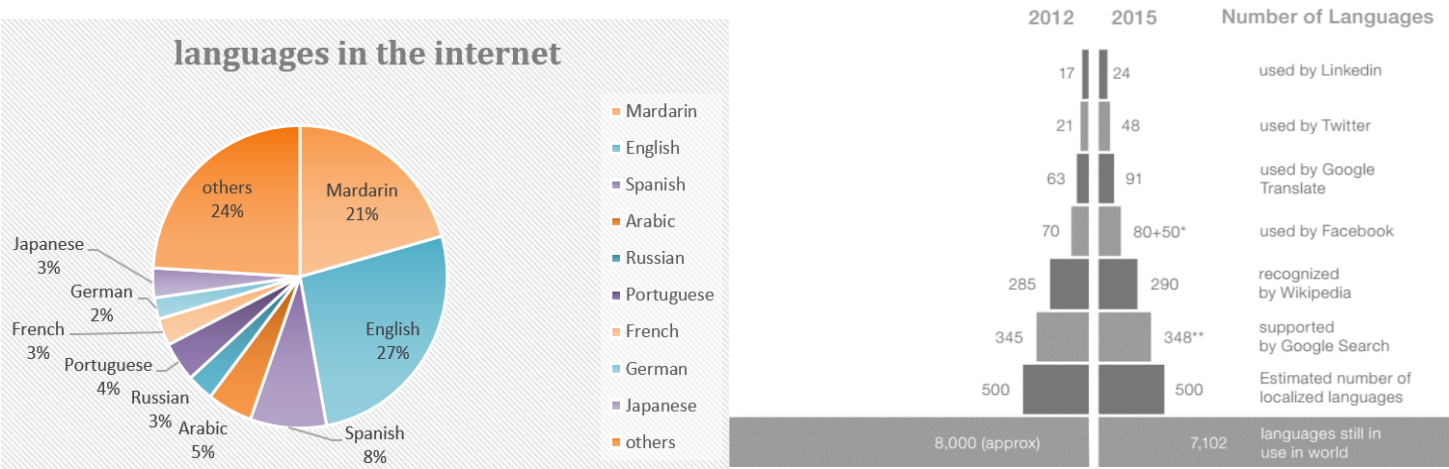 languages in the internet
others
24%
Mardarin
21%
English
27%
Spanish
8%
Arabic
5%
Russian
3%
Portuguese
4%
French
3%
German
2%
Japanese
3%
Mardarin
English
Spanish
Arabic
Russian
Portuguese
French
German
Japanese
others
2012 2015 Number of Languages
17 24 used by Linkedin
21 48 used by Twitter
63 91 used by Google
Translate
70 80+50* used by Facebook
285 290 recognized
by Wikipedia
345 348** supported
by Google Search
500 500 Estimated number of
localized languages
8,000 (approx) 7,102 languages still in
use in world